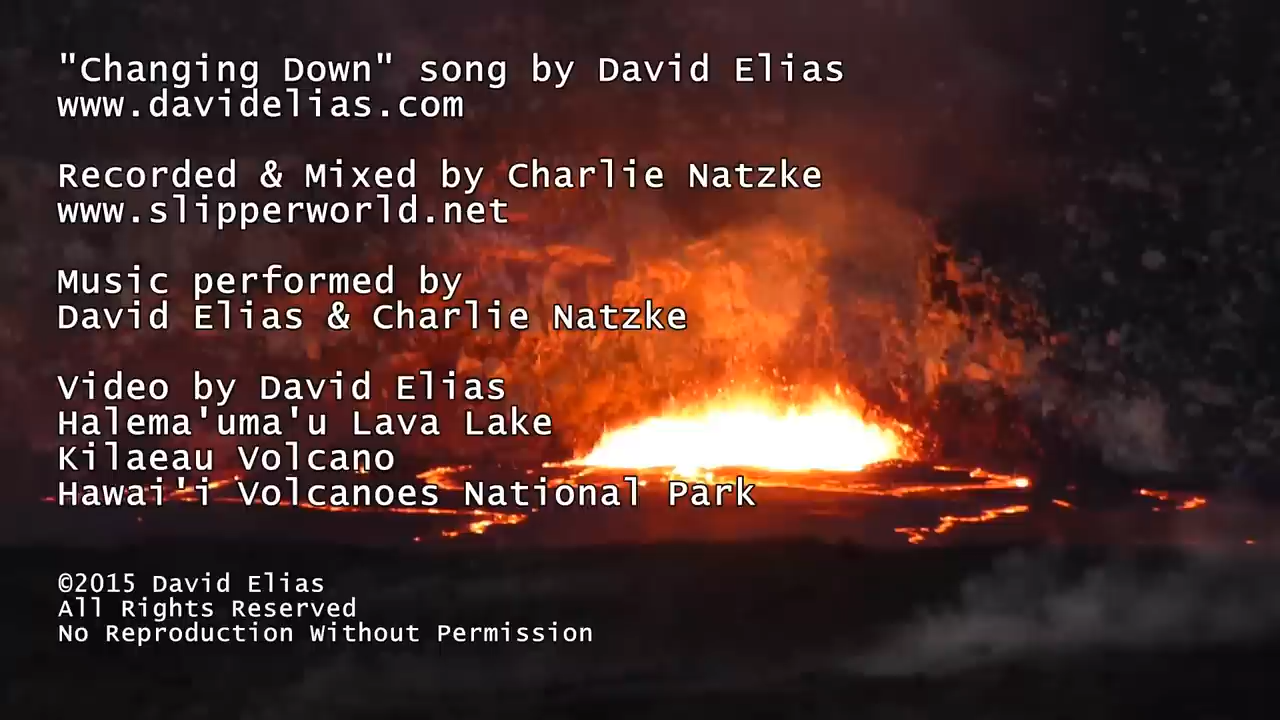 "Changing Down" song by David Elias
www.davidelias.com
Recorded & Mixed by Charlie Natzke
www.slipperworld.net
Music performed by
David Elias & Charlie Natzke
Video by David Elias
Halema'uma'u Lava Lake
Kilaeau Volcano
Hawai'i Volcanoes National Park
©2015 David Elias
All Rights Reserved
No Reproduction Without Permission